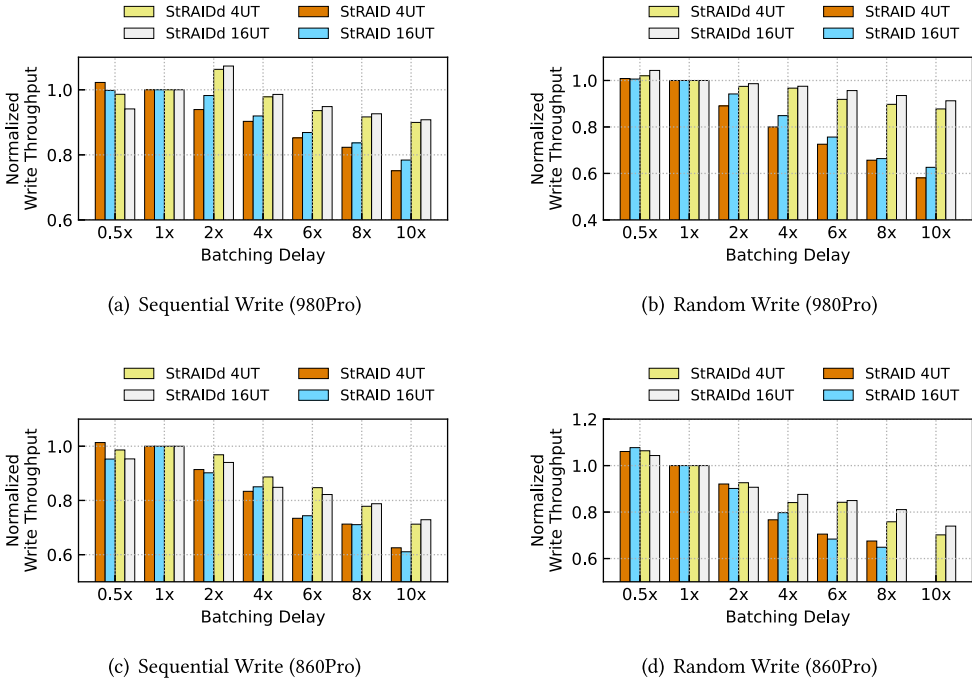 StRAIDd 4UT StRAID 4UT
StRAIDd 16UT StRAID 16UT
Normalized
Write Throughput
1.0
0.8
0.6
0.5x 1x 2x 4x 6x 8x 10x
Batching Delay
(a) Sequential Write (980Pro)
StRAIDd 4UT StRAID 4UT
StRAIDd 16UT StRAID 16UT
Normalized
Write Throughput
1.0
0.8
0.6
0.4
0.5x 1x 2x 4x 6x 8x 10x
Batching Delay
(b) Random Write (980Pro)
StRAIDd 4UT StRAID 4UT
StRAIDd 16UT StRAID 16UT
Normalized
Write Throughput
1.0
0.8
0.6
0.5x 1x 2x 4x 6x 8x 10x
Batching Delay
(c) Sequential Write (860Pro)
StRAIDd 4UT StRAID 4UT
StRAIDd 16UT StRAID 16UT
Normalized
Write Throughput
1.2
1.0
0.8
0.6
0.5x 1x 2x 4x 6x 8x 10x
Batching Delay
(d) Random Write (860Pro)